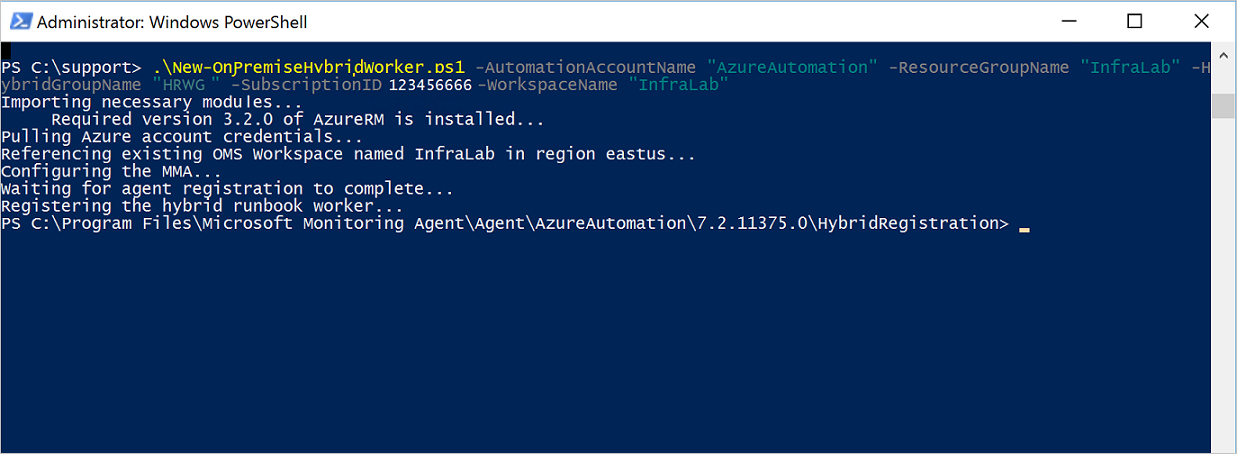 Administrator: Windows PowerShell
PS C:\support> .\New-OnPremiseHybridWorker.ps1 -AutomationAccountName "AzureAutomation" -ResourceGroupName "InfraLab" -H
ybridGroupName "HRWG " -SubscriptionID 123456666 -WorkspaceName "InfraLab"
Importing necessary modules...
     Required version 3.2.0 of AzureRM is installed...
Pulling Azure account credentials...
Referencing existing OMS Workspace named InfraLab in region eastus...
Configuring the MMA...
Waiting for agent registration to complete...
Registering the hybrid runbook worker...
PS C:\Program Files\Microsoft Monitoring Agent\Agent\AzureAutomation\7.2.11375.0\HybridRegistration>